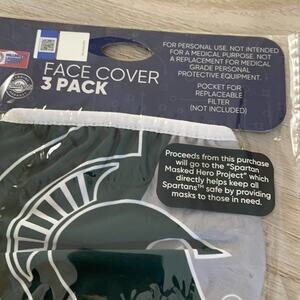 FACE COVER
3 PACK
FOR PERSONAL USE. NOT INTENDED
FOR A MEDICAL PURPOSE. NOT
A REPLACEMENT FOR MEDICAL
GRADE PERSONAL
PROTECTIVE EQUIPMENT.
POCKET FOR
REPLACEABLE
FILTER
(NOT INCLUDED)
Proceeds from this purchase
will go to the "Spartan
Masked Hero Project" which
directly helps keep all
Spartans™ safe by providing
masks to those in need.